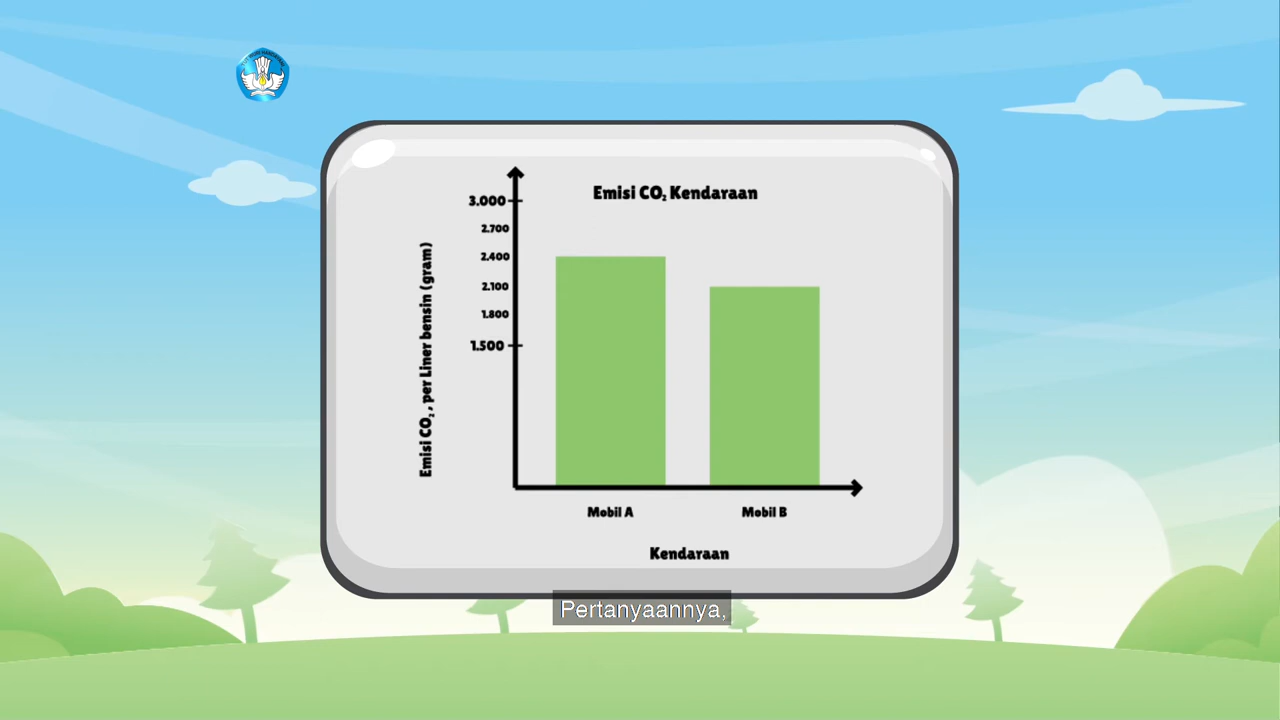 Emisi CO₂ Kendaraan
3.000
2.700
2.400
2.100
1.800
1.500
Emisi CO₂, per Liner bensin (gram)
Mobil A
Mobil B
Kendaraan
Pertanyaannya,